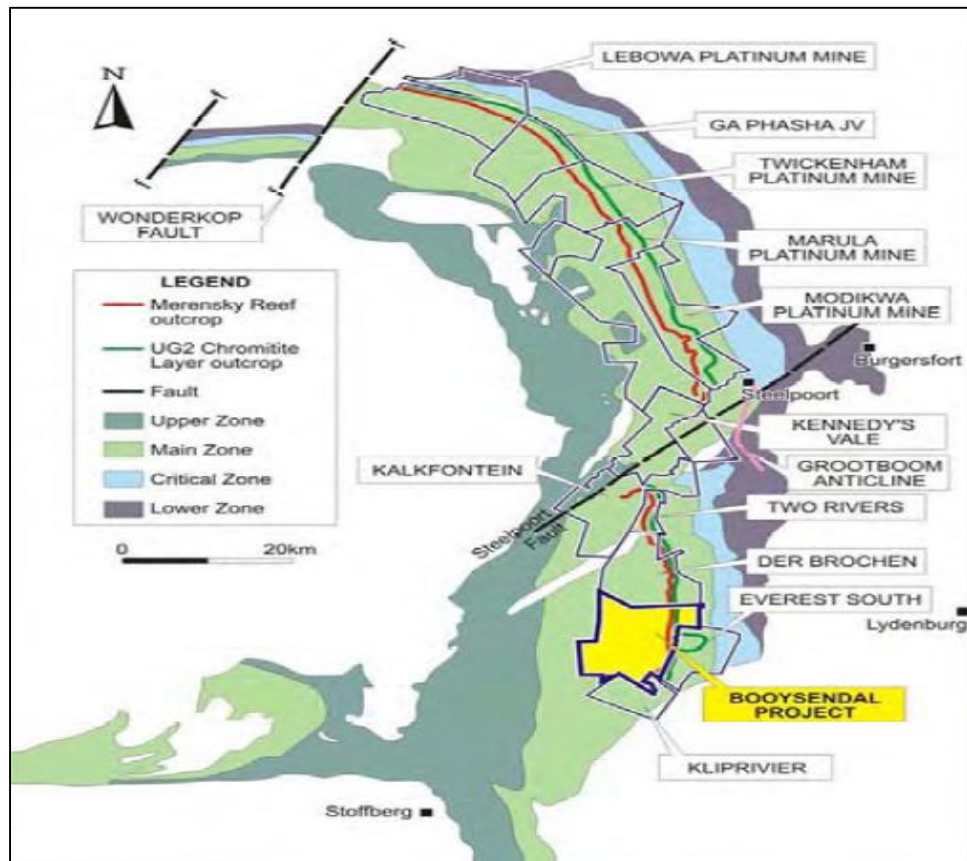 LEBOWA PLATINUM MINE
N
GA PHASHA JV
TWICKENHAM
PLATINUM MINE
WONDERKOP
FAULT
MARULA
PLATINUM MINE
LEGEND
Merensky Reef
outcrop
UG2 Chromitite
Layer outcrop
Fault
Upper Zone
Main Zone
Critical Zone
Lower Zone
0 20km
MODIKWA
PLATINUM MINE
Burgersfort
Steelpoort
KENNEDY'S
VALE
KALKFONTEIN
GROOTBOOM
ANTICLINE
Steelpoort
Fault
TWO RIVERS
DER BROCHEN
EVEREST SOUTH
Lydenburg
BOOYSENDAL
PROJECT
KLIPRIVIER
Stoffberg